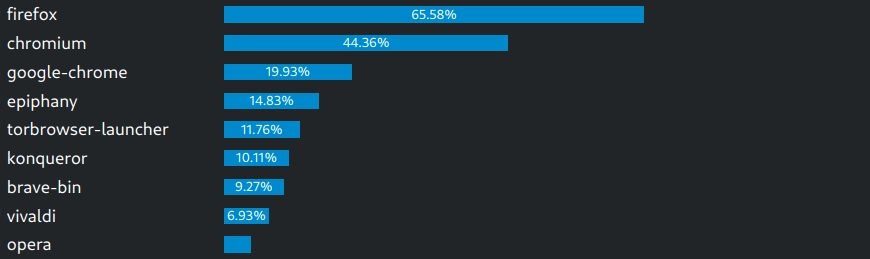 firefox 65.58%
chromium 44.36%
google-chrome 19.93%
epiphany 14.83%
torbrowser-launcher 11.76%
konqueror 10.11%
brave-bin 9.27%
vivaldi 6.93%
opera